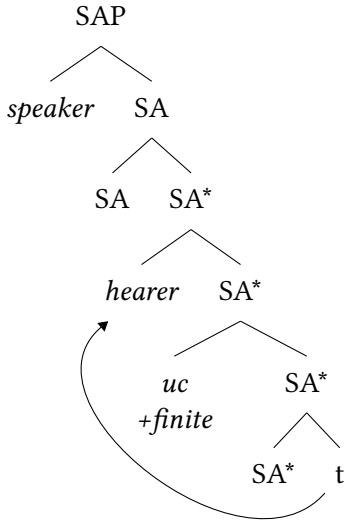 SAP
speaker SA
SA SA*
hearer SA*
uc SA*
+finite
SA* t